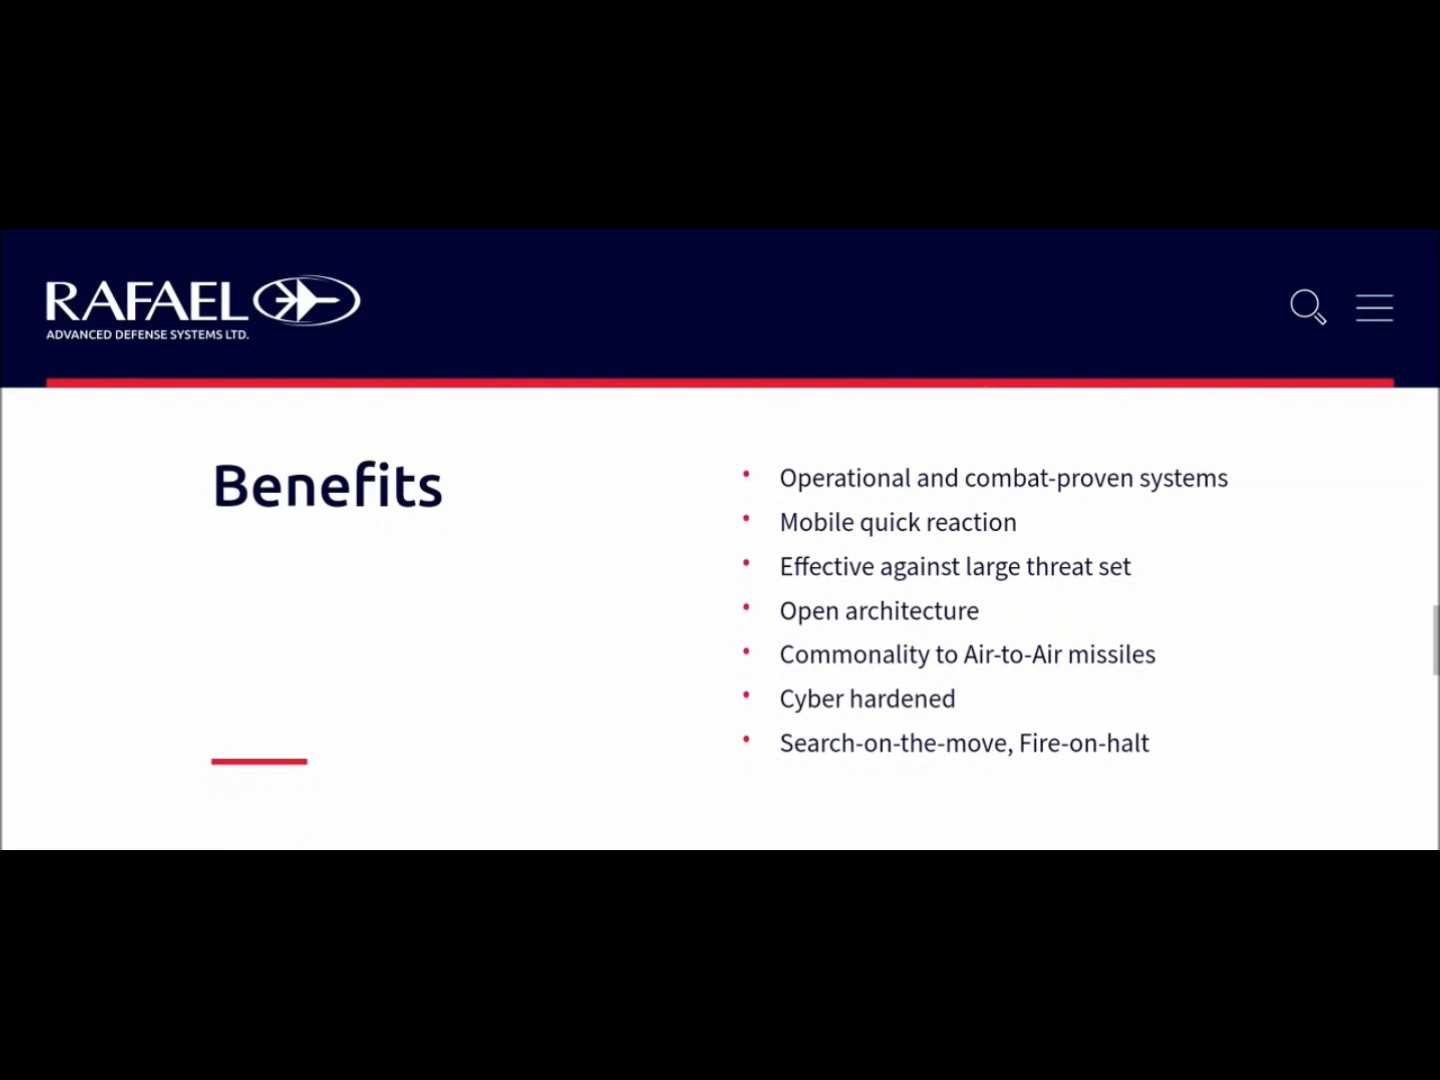 RAFAEL
ADVANCED DEFENSE SYSTEMS LTD.
Benefits
• Operational and combat-proven systems
• Mobile quick reaction
• Effective against large threat set
• Open architecture
• Commonality to Air-to-Air missiles
• Cyber hardened
• Search-on-the-move, Fire-on-halt